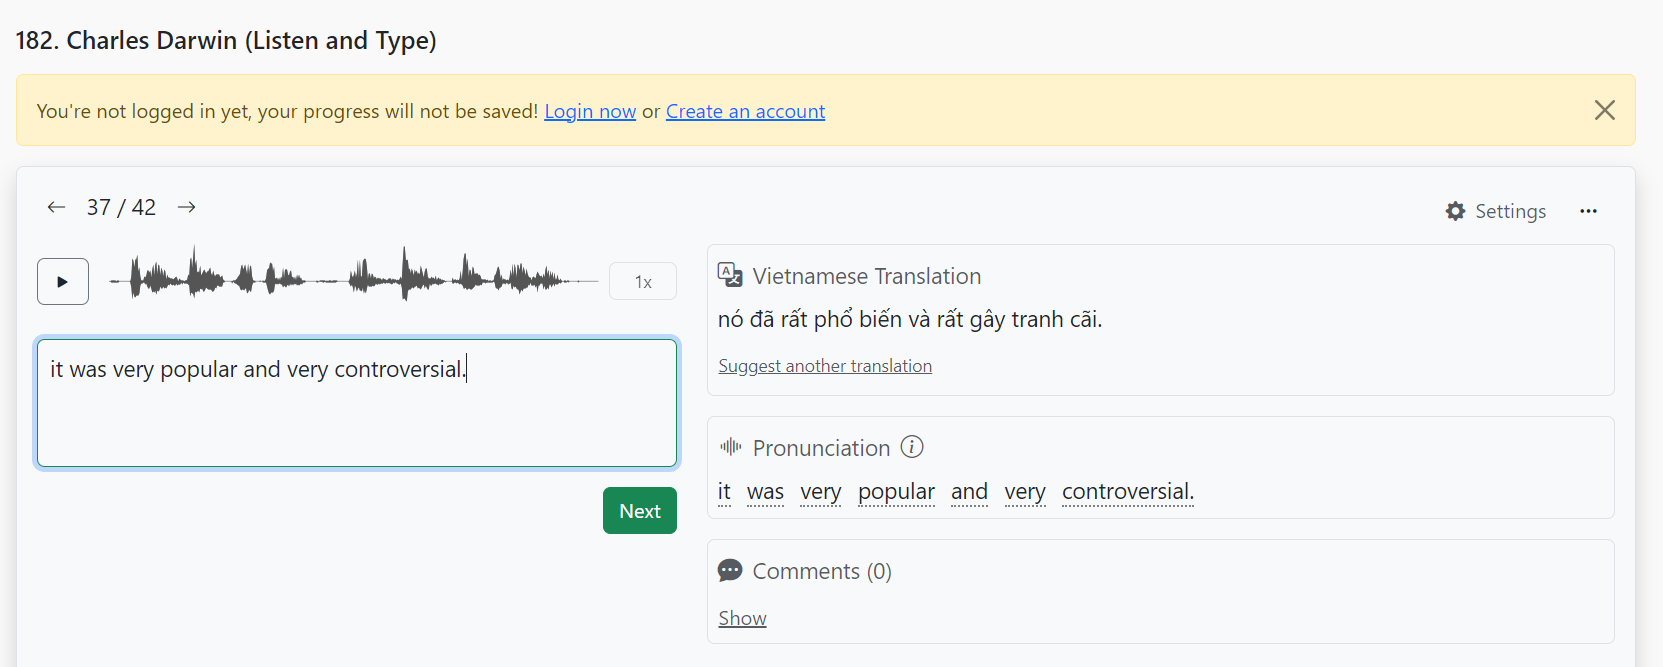 182. Charles Darwin (Listen and Type)
You're not logged in yet, your progress will not be saved! Login now or Create an account
37 / 42
Settings
1x
it was very popular and very controversial.
Next
Vietnamese Translation
nó đã rất phổ biến và rất gây tranh cãi.
Suggest another translation
Pronunciation
it was very popular and very controversial.
Comments (0)
Show